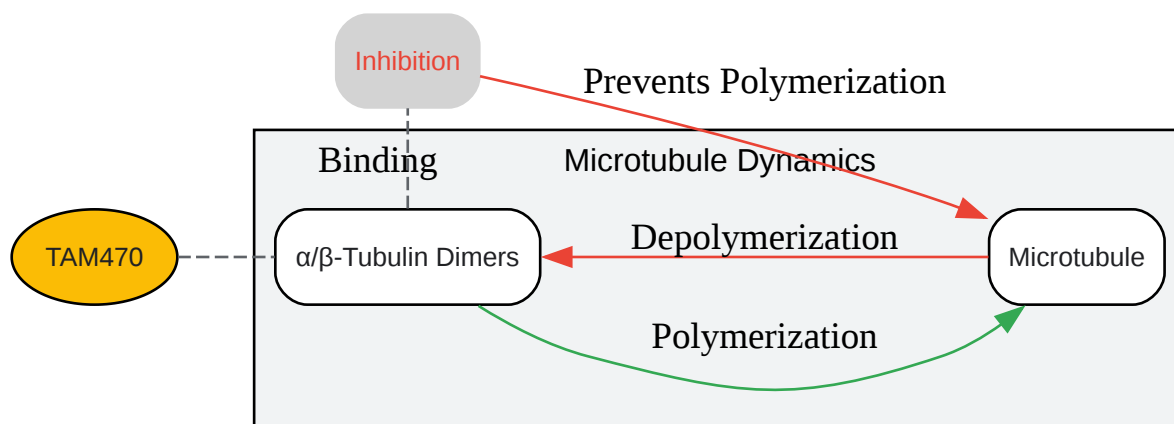 Inhibition
Prevents Polymerization
Binding
Microtubule Dynamics
TAM470
α/β-Tubulin Dimers
Depolymerization
Microtubule
Polymerization